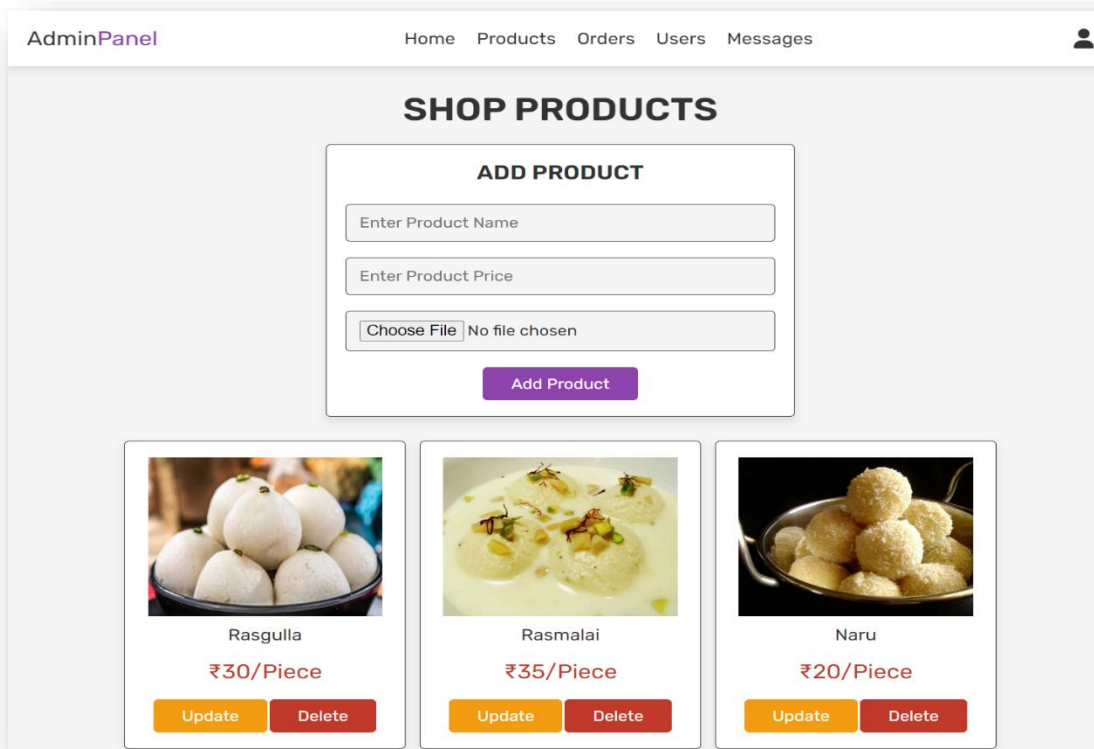 AdminPanel
Home Products Orders Users Messages
SHOP PRODUCTS
ADD PRODUCT
Enter Product Name
Enter Product Price
Choose File No file chosen
Add Product
Rasgulla
₹30/Piece
Update Delete
Rasmalai
₹35/Piece
Update Delete
Naru
₹20/Piece
Update Delete